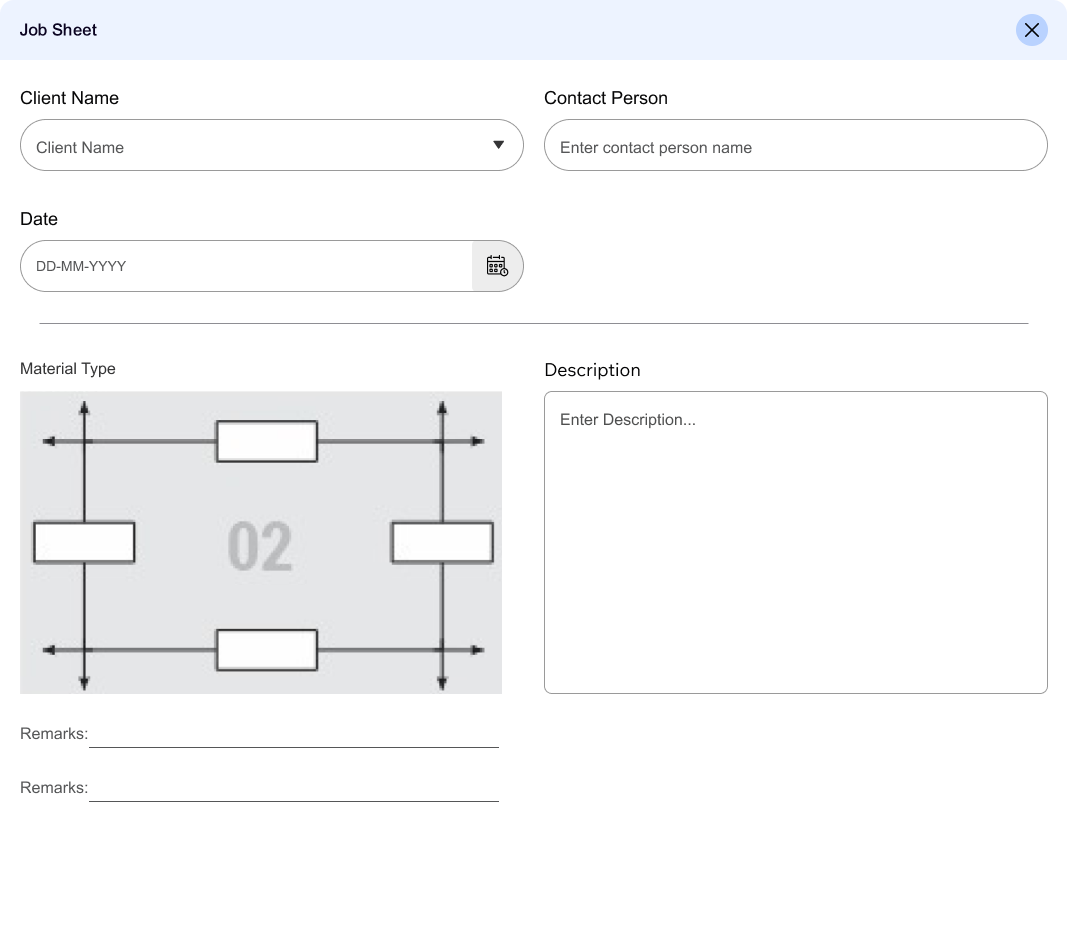 Job Sheet
Client Name
Contact Person
Client Name
Enter contact person name
Date
DD-MM-YYYY
Material Type
Description
Enter Description...
02
Remarks:
Remarks: